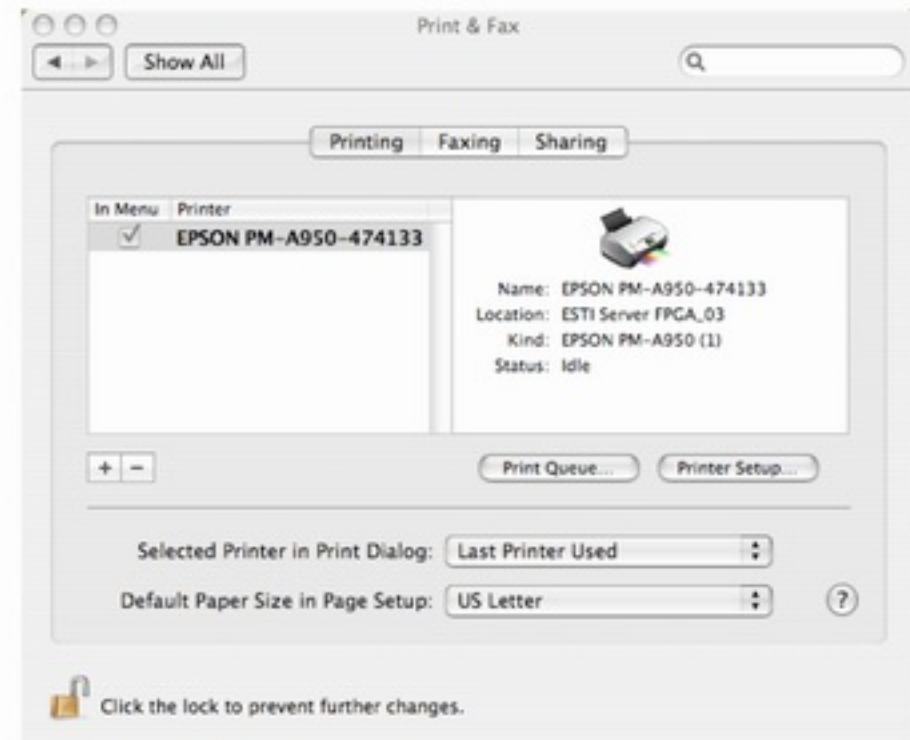 Print & Fax
Show All
Printing Faxing Sharing
In Menu Printer
EPSON PM-A950-474133
Name: EPSON PM-A950-474133
Location: ESTI Server FPGA_03
Kind: EPSON PM-A950 (1)
Status: Idle
+ -
Print Queue... Printer Setup...
Selected Printer in Print Dialog: Last Printer Used
Default Paper Size in Page Setup: US Letter
?
Click the lock to prevent further changes.